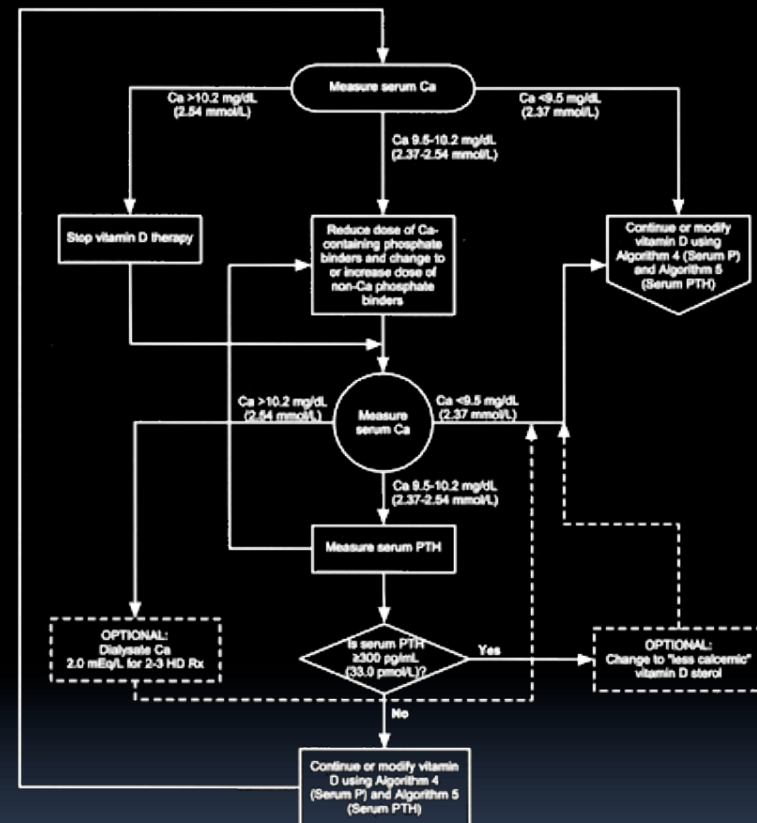 Measure serum Ca
Ca >10.2 mg/dL
(2.54 mmol/L)
Ca <9.5 mg/dL
(2.37 mmol/L)
Ca 9.5-10.2 mg/dL
(2.37-2.54 mmol/L)
Stop vitamin D therapy
Reduce dose of Ca-
containing phosphate
binders and change to
or increase dose of
non-Ca phosphate
binders
Continue or modify
vitamin D using
Algorithm 4 (Serum P)
and Algorithm 5
(Serum PTH)
Ca >10.2 mg/dL
(2.54 mmol/L)
Measure
serum Ca
Ca <9.5 mg/dL
(2.37 mmol/L)
Ca 9.5-10.2 mg/dL
(2.37-2.54 mmol/L)
Measure serum PTH
OPTIONAL:
Dialysate Ca
2.0 mEq/L for 2-3 HD Rx
Is serum PTH
≥300 pg/mL
(33.0 pmol/L)?
Yes
OPTIONAL:
Change to "less calcemic"
vitamin D sterol
No
Continue or modify vitamin
D using Algorithm 4
(Serum P) and Algorithm 5
(Serum PTH)